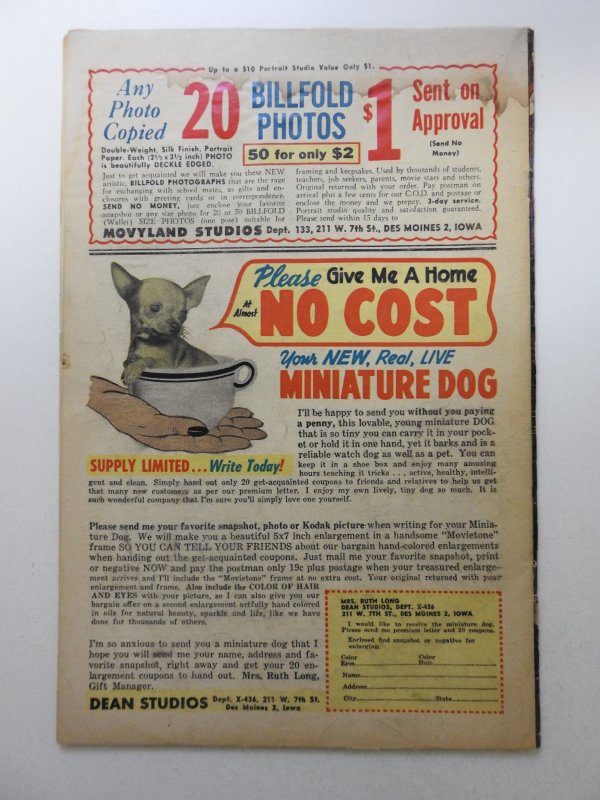 Up to a $10 Portrait Studio Value Only $1.
Any
Photo
Copied
20
BILLFOLD
PHOTOS
$1
Sent on
Approval
(Send No
Money)
50 for only $2
Double-Weight, Silk Finish, Portrait
Paper. Each (2½ x 3½ inch) PHOTO
is beautifully DECKLE EDGED.
Just to get acquainted we will make you these NEW
artistic, BILLFOLD PHOTOGRAPHS that are the rage
for exchanging with school mates, as gifts and en-
closures with greeting cards or in correspondence.
SEND NO MONEY, just enclose your favorite
snapshot or any size photo for 20 or 50 BILLFOLD
(Wallet) SIZE PHOTOS (one pose) suitable for
framing and keepsakes. Used by thousands of students,
teachers, job seekers, parents, movie stars and others.
Original returned with your order. Pay postman on
arrival plus a few cents for our C.O.D. and postage or
enclose the money and we prepay. 3-day service.
Portrait studio quality and satisfaction guaranteed.
Please send within 15 days to
MOVYLAND STUDIOS Dept. 133, 211 W. 7th St., DES MOINES 2, IOWA
Please Give Me A Home
At
Almost
NO COST
Your NEW, Real, LIVE
MINIATURE DOG
I'll be happy to send you without you paying
a penny, this lovable, young miniature DOG
that is so tiny you can carry it in your pock-
et or hold it in one hand, yet it barks and is a
reliable watch dog as well as a pet. You can
keep it in a shoe box and enjoy many amusing
hours teaching it tricks . . . active, healthy, intelli-
SUPPLY LIMITED... Write Today!
gent and clean. Simply hand out only 20 get-acquainted coupons to friends and relatives to help us get
that many new customers as per our premium letter. I enjoy my own lively, tiny dog so much. It is
such wonderful company that I'm sure you'll simply love one yourself.
Please send me your favorite snapshot, photo or Kodak picture when writing for your Minia-
ture Dog. We will make you a beautiful 5x7 inch enlargement in a handsome "Movietone"
frame SO YOU CAN TELL YOUR FRIENDS about our bargain hand-colored enlargements
when handing out the get-acquainted coupons. Just mail me your favorite snapshot, print
or negative NOW and pay the postman only 19c plus postage when your treasured enlarge-
ment arrives and I'll include the "Movietone" frame at no extra cost. Your original returned with your
enlargement and frame. Also include the COLOR OF HAIR
AND EYES with your picture, so I can also give you our
bargain offer on a second enlargement artfully hand colored
in oils for natural beauty, sparkle and life, like we have
done for thousands of others.
I'm so anxious to send you a miniature dog that I
hope you will send me your name, address and fa-
vorite snapshot, right away and get your 20 en-
largement coupons to hand out. Mrs. Ruth Long,
Gift Manager.
DEAN STUDIOS Dept. X-436, 211 W. 7th St.
Des Moines 2, Iowa
MRS. RUTH LONG
DEAN STUDIOS, DEPT. X-436
211 W. 7TH ST., DES MOINES 2, IOWA
I would like to receive the miniature dog.
Please send me premium letter and 20 coupons.
Enclosed find snapshot or negative for
enlarging.
Color Color
Eyes Hair
Name
Address
City State